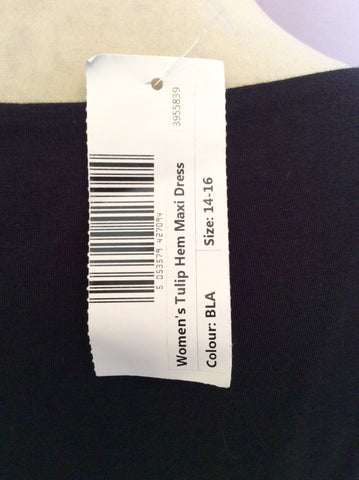 3955839
5 053579 427094
Women's Tulip Hem Maxi Dress
Colour: BLA Size: 14-16